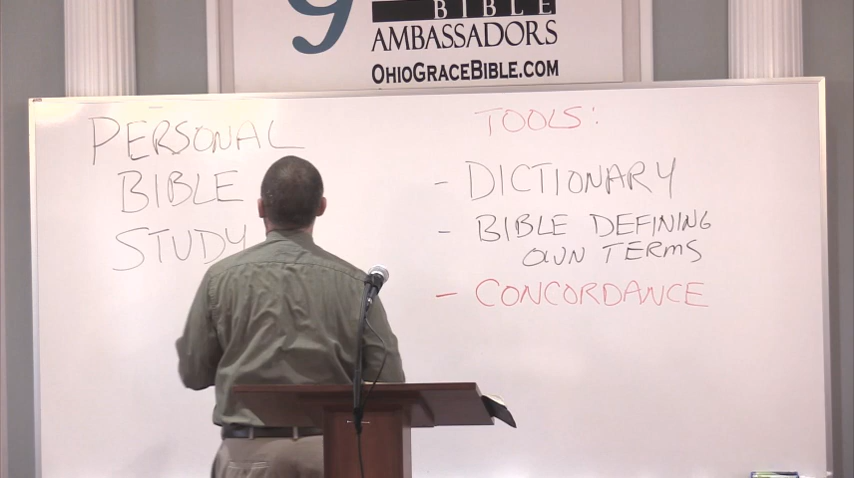 g
BIBLE
AMBASSADORS
OHIOGRACEBIBLE.COM
PERSONAL
BIBLE
STUDY
TOOLS:
- DICTIONARY
- BIBLE DEFINING
OWN TERMS
- CONCORDANCE